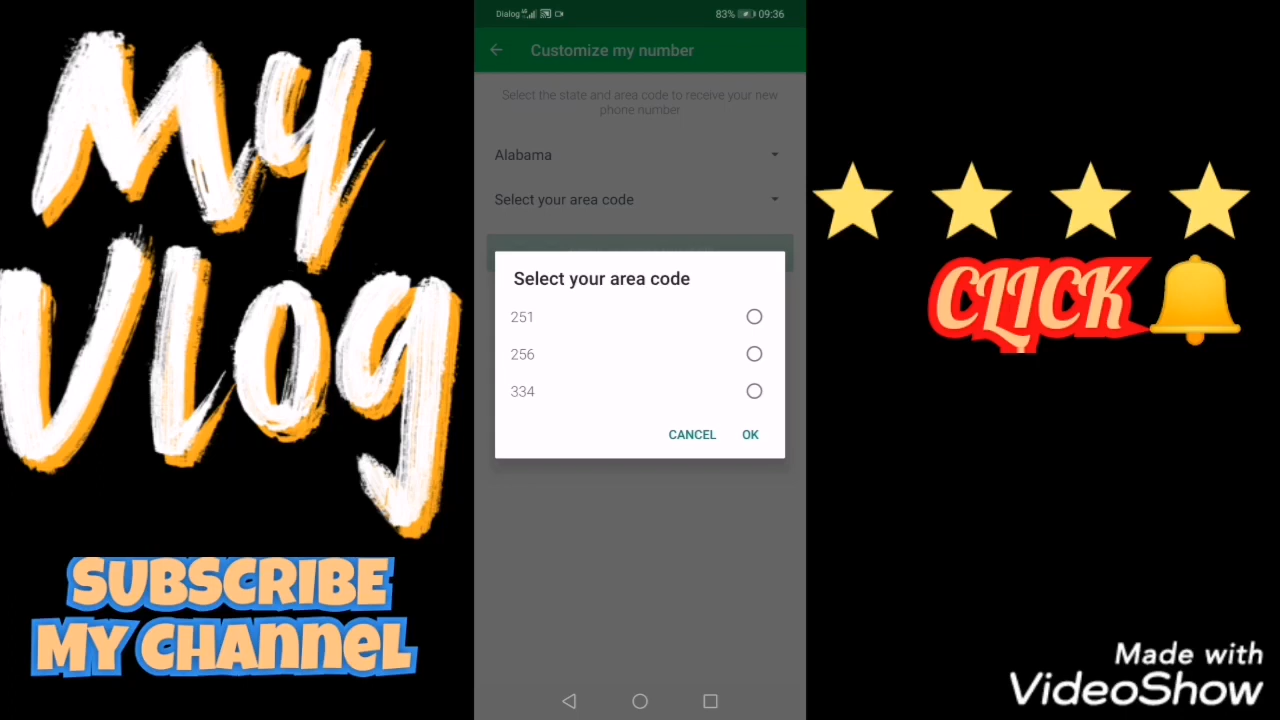 My
Vlog
SUBSCRIBE
MY CHANNEL
Dialog 83% 09:36
Customize my number
Select the state and area code to receive your new
phone number
Alabama
Select your area code
Select your area code
251
256
334
CANCEL OK
CLICK
Made with
VideoShow